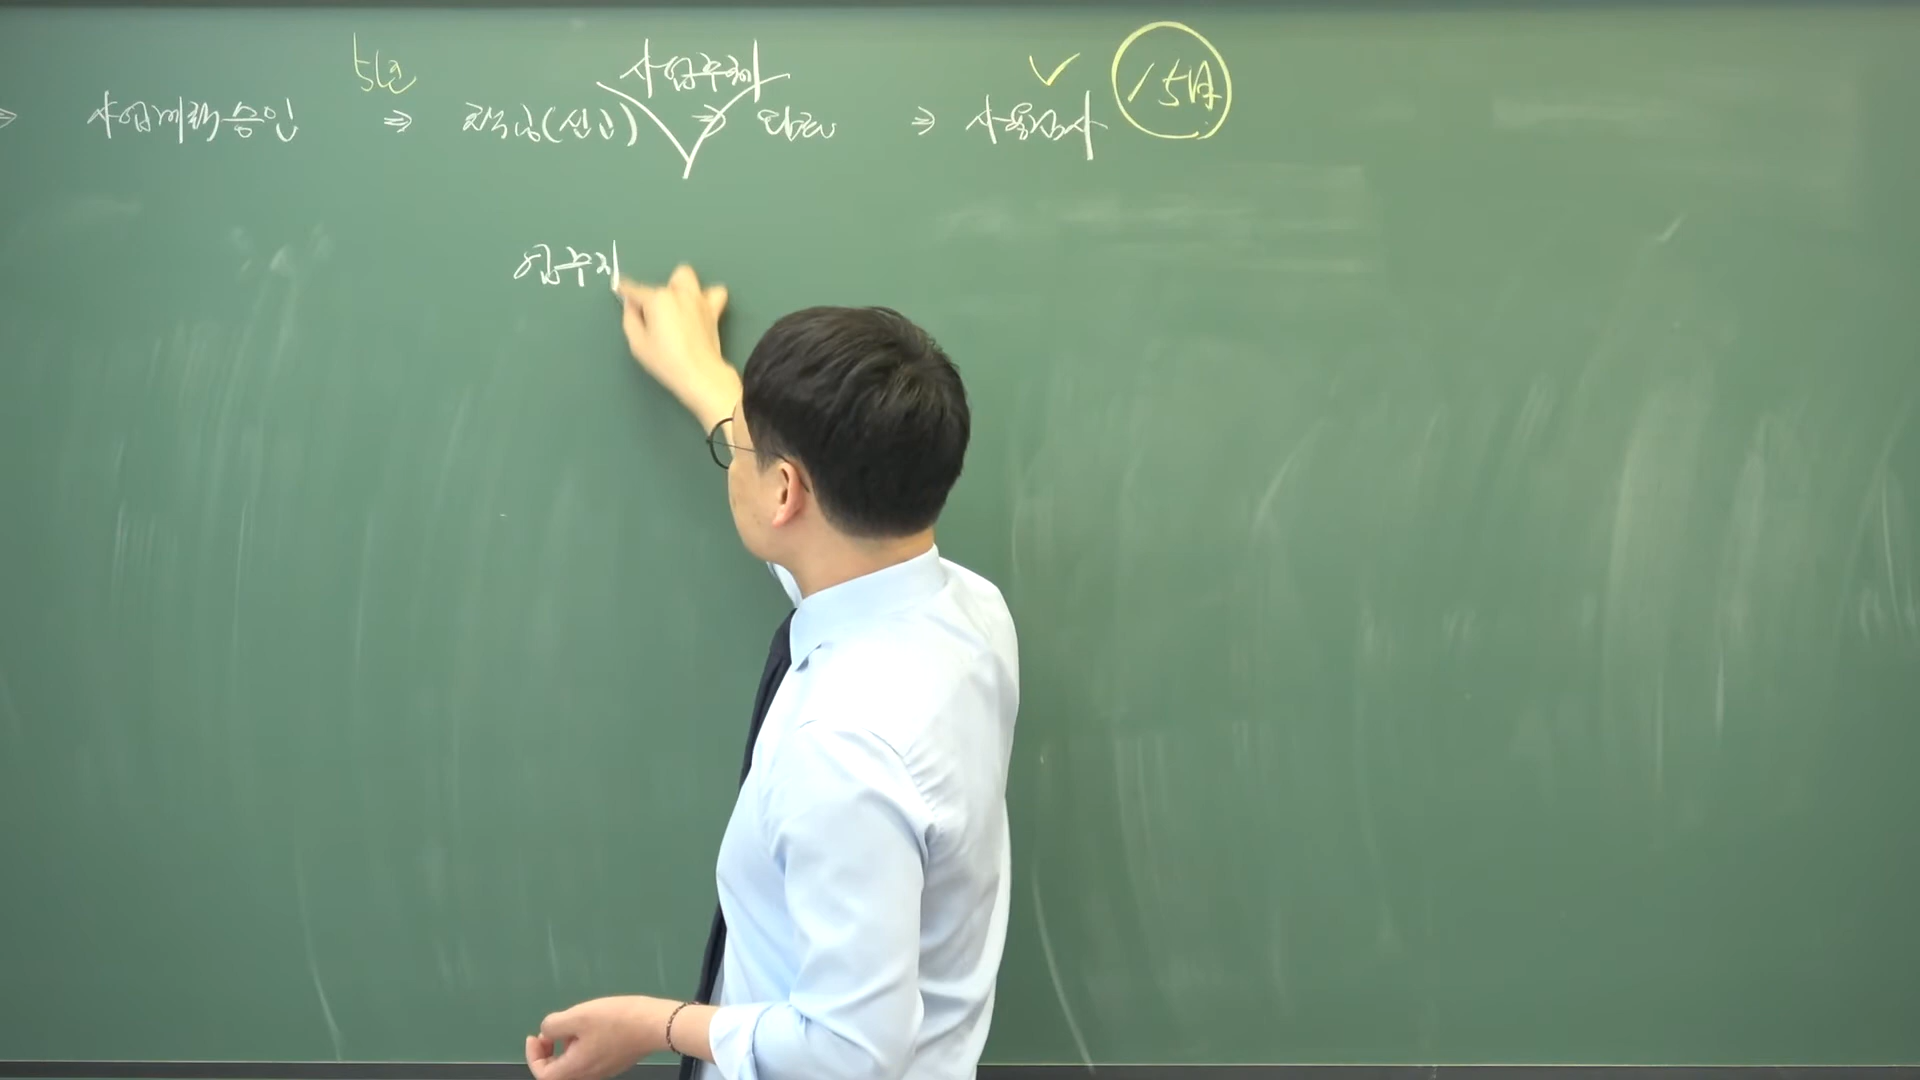 5년 사업주체 ✓ 15日
⇒ 사업계획승인 ⇒ 착공(신고) ⇒ 완료 ⇒ 사용검사
입주자